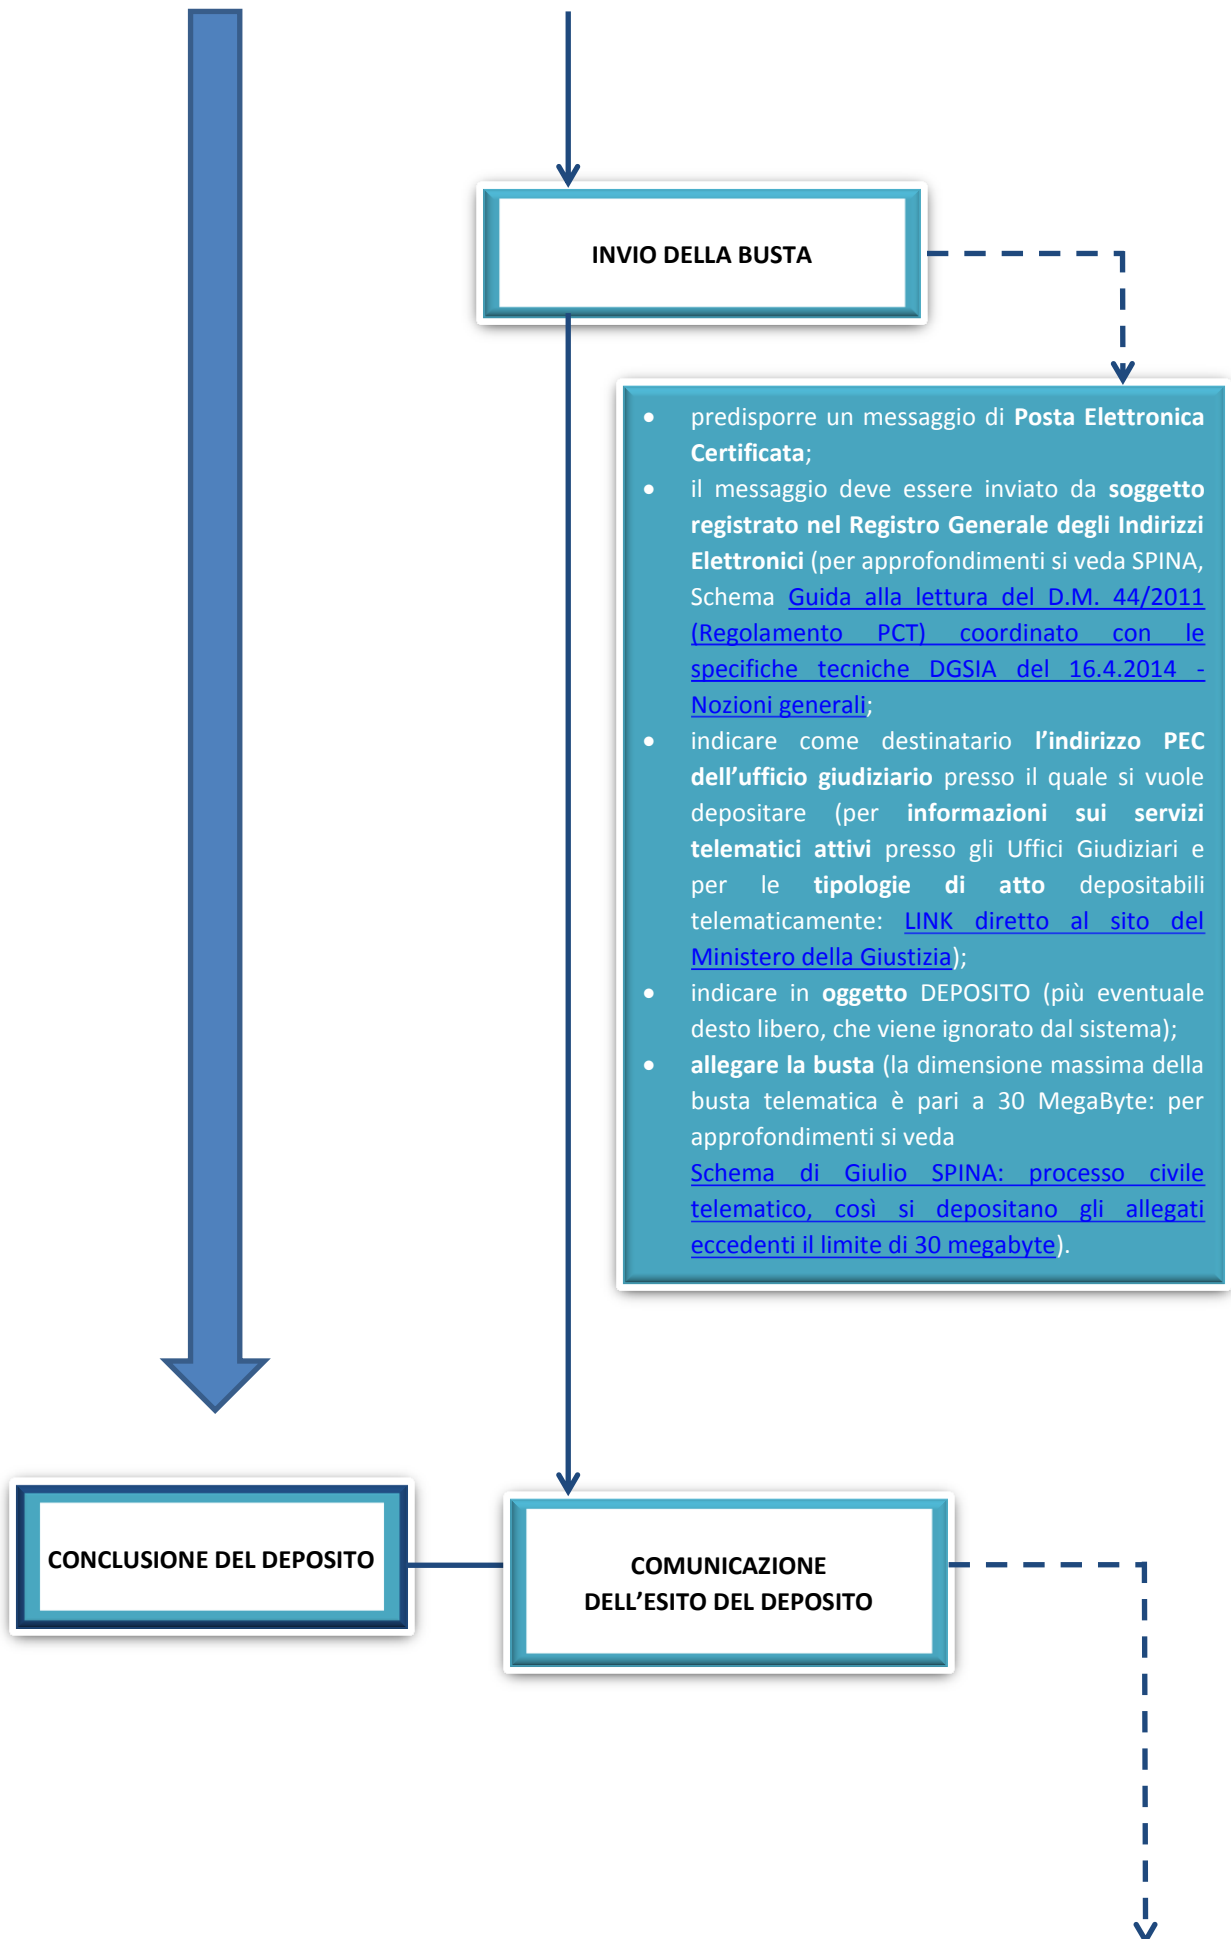 INVIO DELLA BUSTA
• predisporre un messaggio di Posta Elettronica
Certificata;
• il messaggio deve essere inviato da soggetto
registrato nel Registro Generale degli Indirizzi
Elettronici (per approfondimenti si veda SPINA,
Schema Guida alla lettura del D.M. 44/2011
(Regolamento PCT) coordinato con le
specifiche tecniche DGSIA del 16.4.2014 -
Nozioni generali;
• indicare come destinatario l’indirizzo PEC
dell’ufficio giudiziario presso il quale si vuole
depositare (per informazioni sui servizi
telematici attivi presso gli Uffici Giudiziari e
per le tipologie di atto depositabili
telematicamente: LINK diretto al sito del
Ministero della Giustizia);
• indicare in oggetto DEPOSITO (più eventuale
desto libero, che viene ignorato dal sistema);
• allegare la busta (la dimensione massima della
busta telematica è pari a 30 MegaByte: per
approfondimenti si veda
Schema di Giulio SPINA: processo civile
telematico, così si depositano gli allegati
eccedenti il limite di 30 megabyte).
CONCLUSIONE DEL DEPOSITO
COMUNICAZIONE
DELL’ESITO DEL DEPOSITO